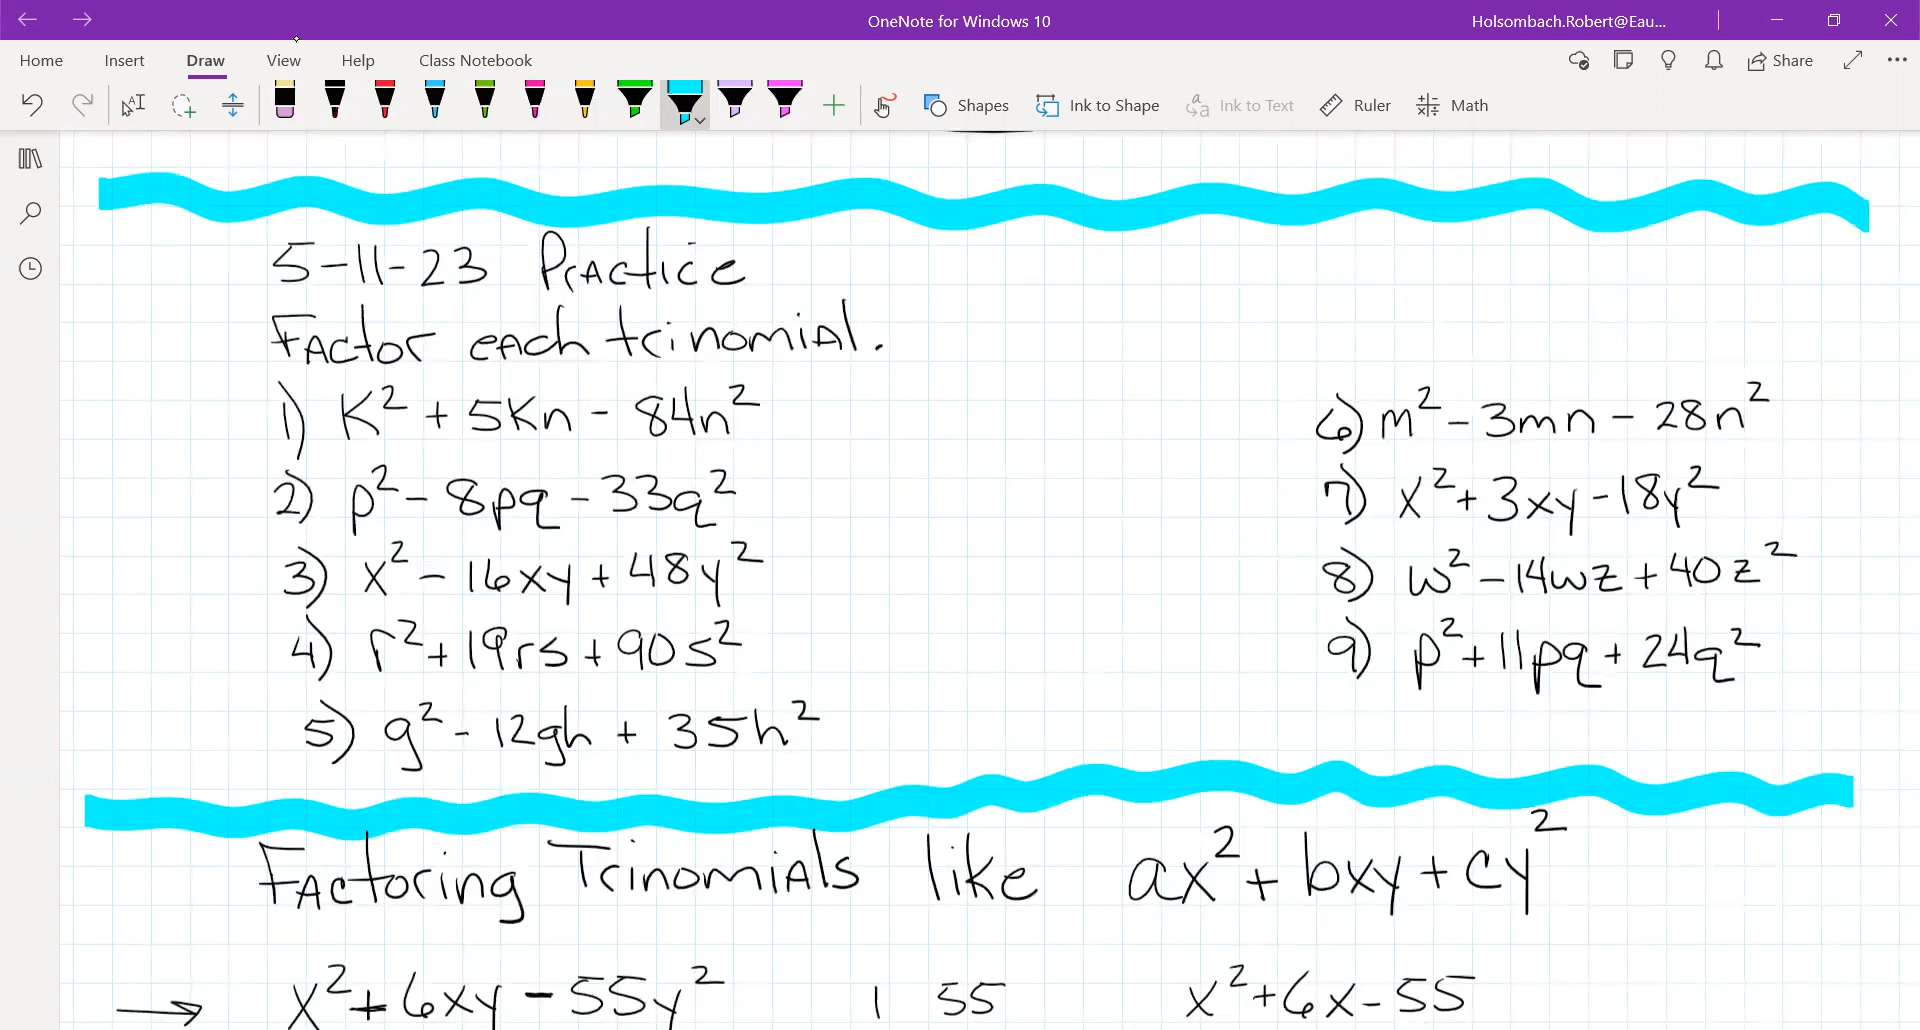 OneNote for Windows 10
Holsombach.Robert@Eau...
Home Insert Draw View Help Class Notebook
Share
Shapes Ink to Shape Ink to Text Ruler Math
5-11-23 Practice
Factor each trinomial.
1) K² + 5Kn - 84n²
2) p² - 8pq - 33q²
3) x² - 16xy + 48y²
4) r² + 19rs + 90s²
5) g² - 12gh + 35h²
6) m² - 3mn - 28n²
7) x² + 3xy - 18y²
8) w² - 14wz + 40z²
9) p² + 11pq + 24q²
Factoring Trinomials like ax² + bxy + cy²
→ x² + 6xy - 55y² 1 55 x² + 6x - 55